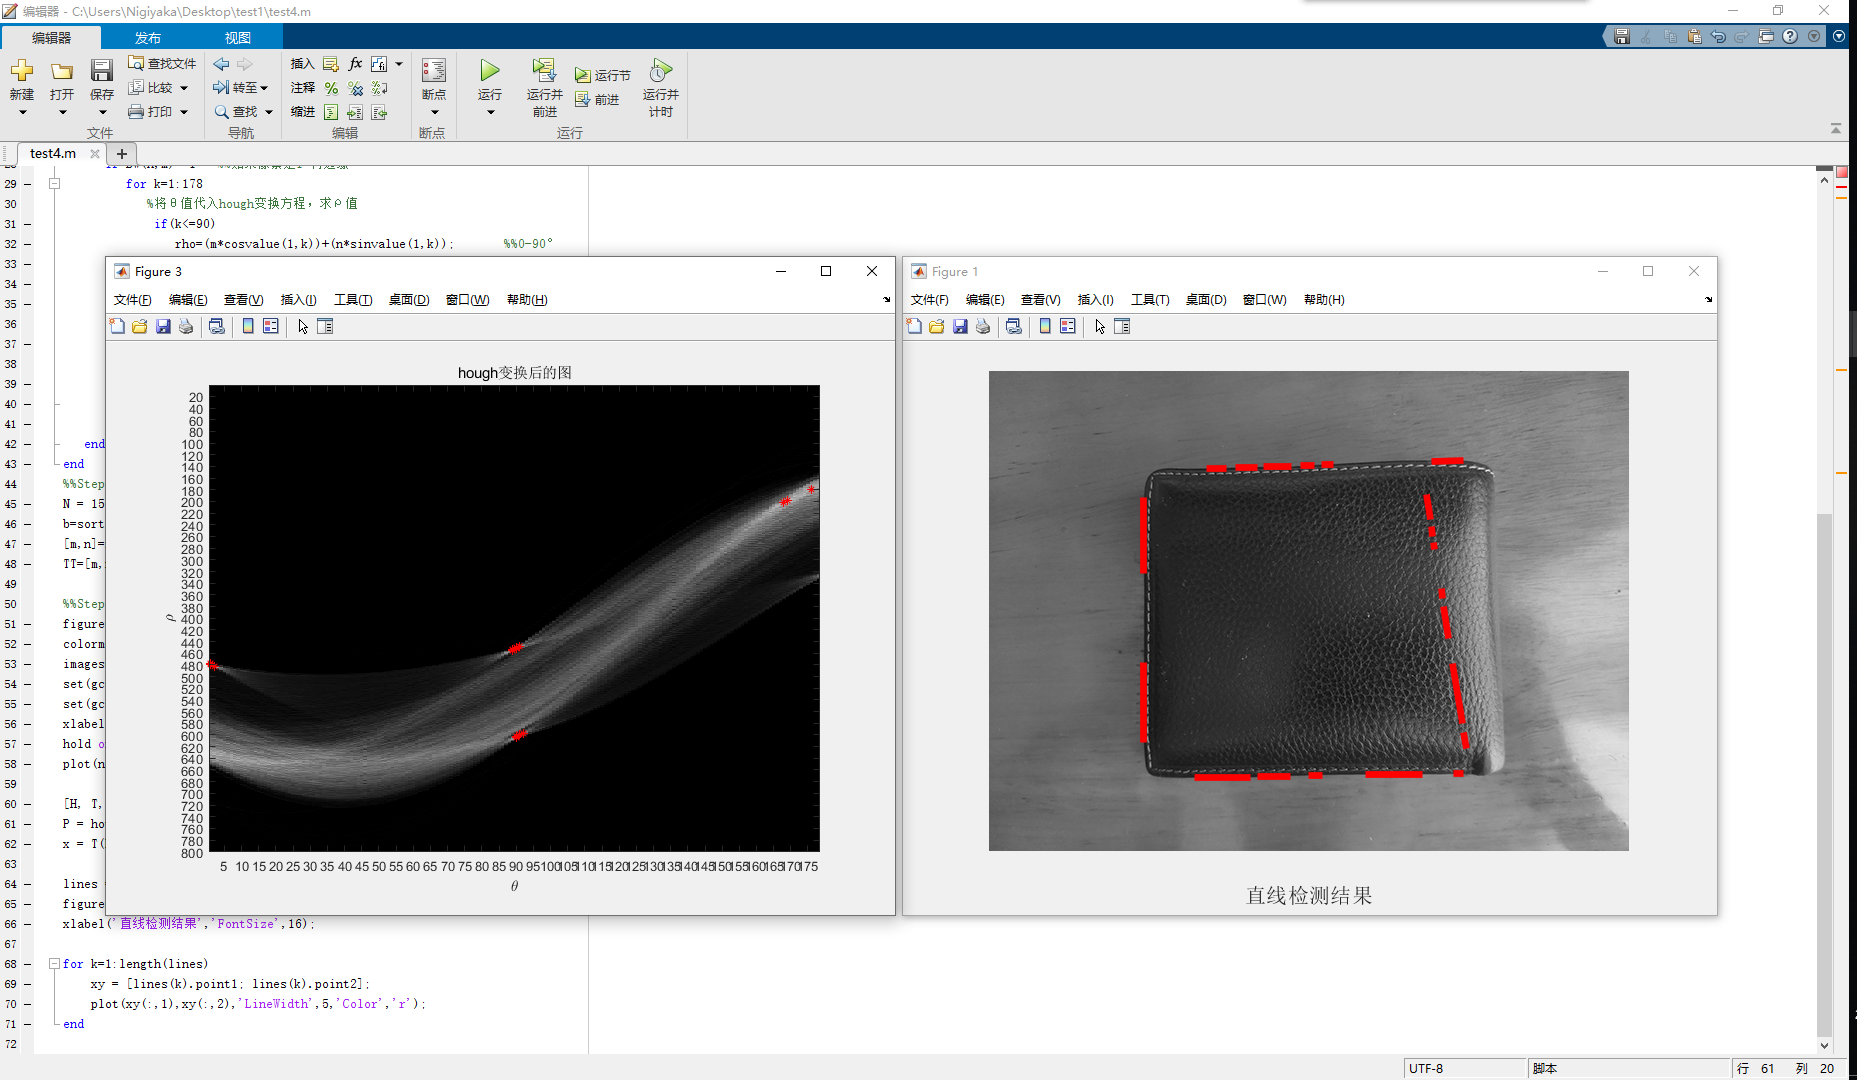 编辑器 - C:\Users\Nigiyaka\Desktop\test1\test4.m
编辑器 发布 视图
新建 打开 保存 查找文件 比较 打印 文件
转至 查找 导航
插入 fx 注释 缩进 编辑
断点 断点
运行 运行并前进 运行节 前进 运行并计时 运行
test4.m
29 for k=1:178
30 %将θ值代入hough变换方程，求ρ值
31 if(k<=90)
32 rho=(m*cosvalue(1,k))+(n*sinvalue(1,k)); %%0-90°
33
34
35
36
37
38
39
40
41
42 end
43 end
44 %%Step
45 N = 15
46 b=sort
47 [m,n]=
48 TT=[m,
49
50 %%Step
51 figure
52 colorm
53 images
54 set(gc
55 set(gc
56 xlabel
57 hold o
58 plot(n
59
60 [H, T,
61 P = ho
62 x = T(
63
64 lines
65 figure
66 xlabel('直线检测结果','FontSize',16);
67
68 for k=1:length(lines)
69 xy = [lines(k).point1; lines(k).point2];
70 plot(xy(:,1),xy(:,2),'LineWidth',5,'Color','r');
71 end
72
Figure 3
文件(F) 编辑(E) 查看(V) 插入(I) 工具(T) 桌面(D) 窗口(W) 帮助(H)
hough变换后的图
20
40
60
80
100
120
140
160
180
200
220
240
260
280
300
320
340
360
380
400
420
440
460
480
500
520
540
560
580
600
620
640
660
680
700
720
740
760
780
800
ρ
5 10 15 20 25 30 35 40 45 50 55 60 65 70 75 80 85 90 95 100 105 110 115 120 125 130 135 140 145 150 155 160 165 170 175
θ
Figure 1
文件(F) 编辑(E) 查看(V) 插入(I) 工具(T) 桌面(D) 窗口(W) 帮助(H)
直线检测结果
UTF-8 脚本 行 61 列 20